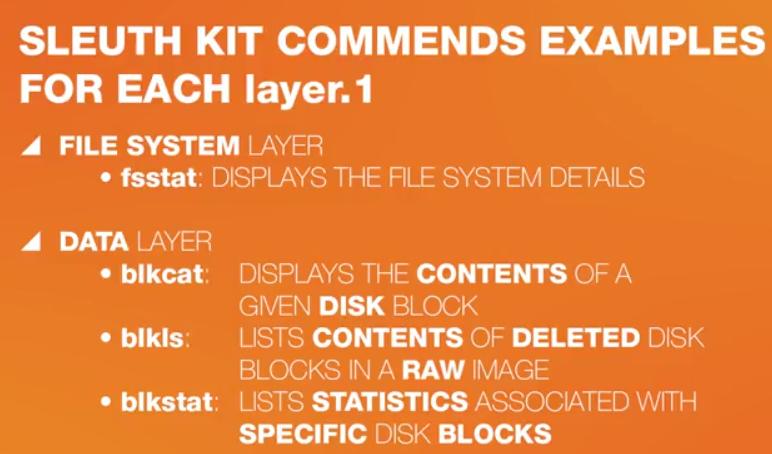 SLEUTH KIT COMMENDS EXAMPLES
FOR EACH layer.1
FILE SYSTEM LAYER
• fsstat: DISPLAYS THE FILE SYSTEM DETAILS
DATA LAYER
• blkcat: DISPLAYS THE CONTENTS OF A
GIVEN DISK BLOCK
• blkls: LISTS CONTENTS OF DELETED DISK
BLOCKS IN A RAW IMAGE
• blkstat: LISTS STATISTICS ASSOCIATED WITH
SPECIFIC DISK BLOCKS